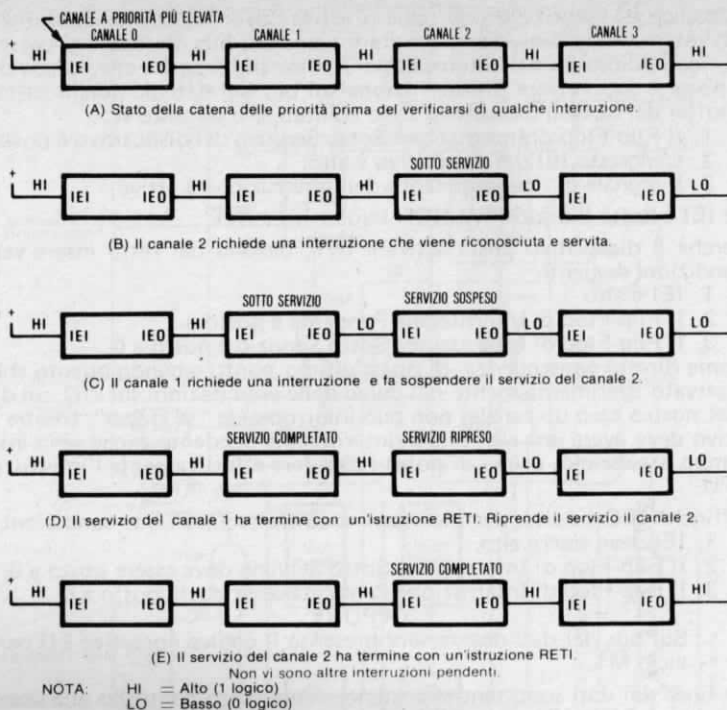 CANALE A PRIORITÀ PIÙ ELEVATA
CANALE 0 CANALE 1 CANALE 2 CANALE 3
+ HI IEI IEO HI IEI IEO HI IEI IEO HI IEI IEO HI
(A) Stato della catena delle priorità prima del verificarsi di qualche interruzione.
SOTTO SERVIZIO
+ HI IEI IEO HI IEI IEO HI IEI IEO LO IEI IEO LO
(B) Il canale 2 richiede una interruzione che viene riconosciuta e servita.
SOTTO SERVIZIO SERVIZIO SOSPESO
+ HI IEI IEO HI IEI IEO LO IEI IEO LO IEI IEO LO
(C) Il canale 1 richiede una interruzione e fa sospendere il servizio del canale 2.
SERVIZIO COMPLETATO SERVIZIO RIPRESO
+ HI IEI IEO HI IEI IEO HI IEI IEO LO IEI IEO LO
(D) Il servizio del canale 1 ha termine con un'istruzione RETI. Riprende il servizio il canale 2.
SERVIZIO COMPLETATO
+ HI IEI IEO HI IEI IEO HI IEI IEO HI IEI IEO HI
(E) Il servizio del canale 2 ha termine con un'istruzione RETI.
Non vi sono altre interruzioni pendenti.
NOTA: HI = Alto (1 logico)
LO = Basso (0 logico)